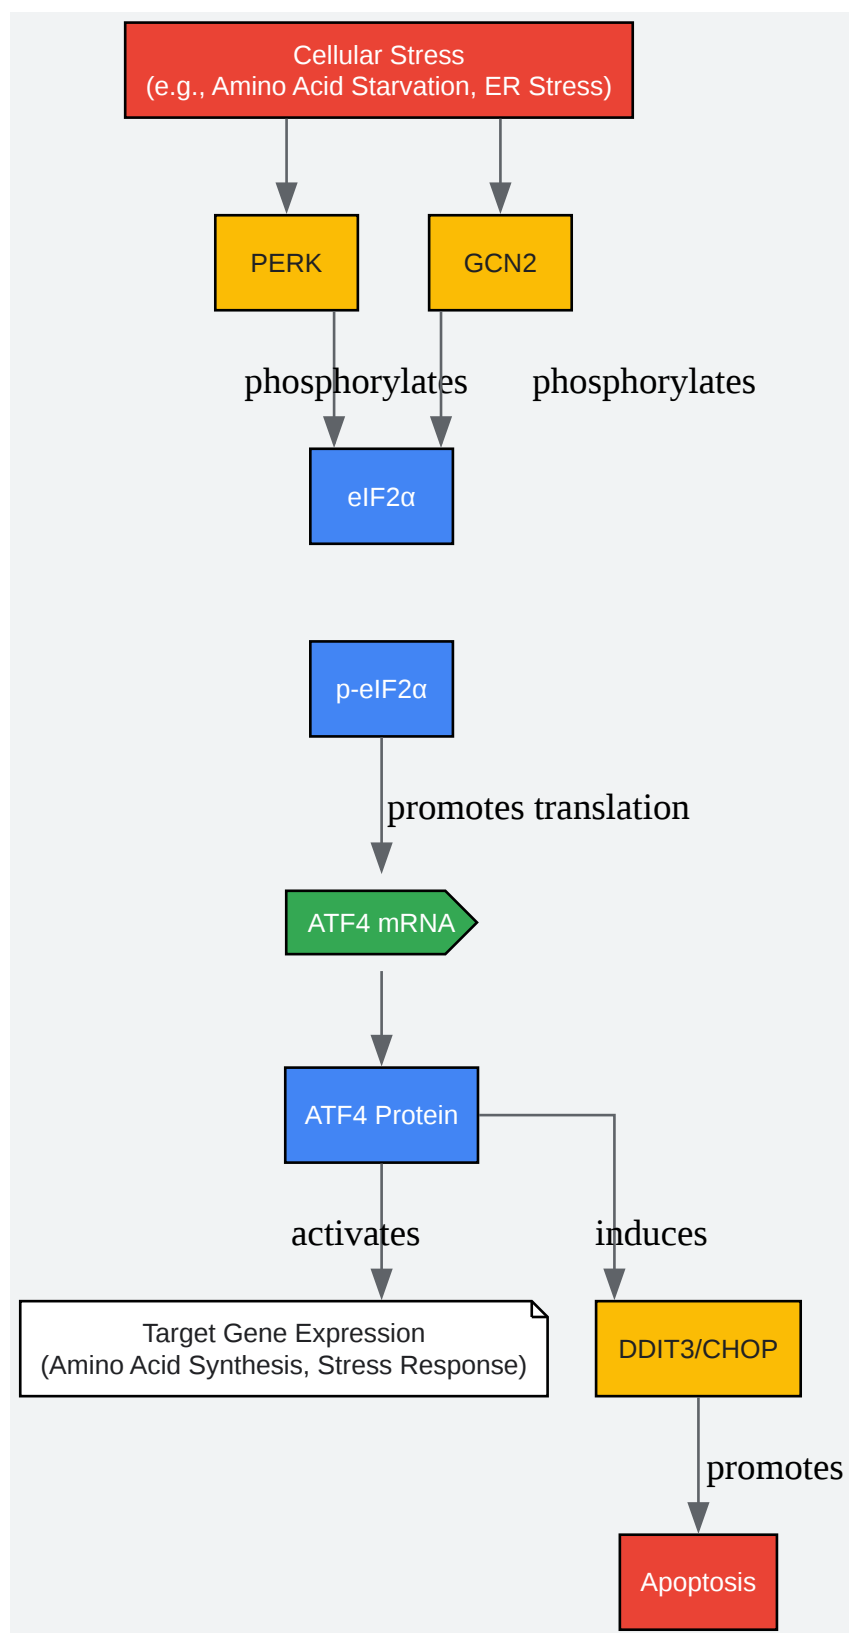 Cellular Stress
(e.g., Amino Acid Starvation, ER Stress)
PERK
GCN2
phosphorylates
phosphorylates
eIF2α
p-eIF2α
promotes translation
ATF4 mRNA
ATF4 Protein
activates
induces
Target Gene Expression
(Amino Acid Synthesis, Stress Response)
DDIT3/CHOP
promotes
Apoptosis